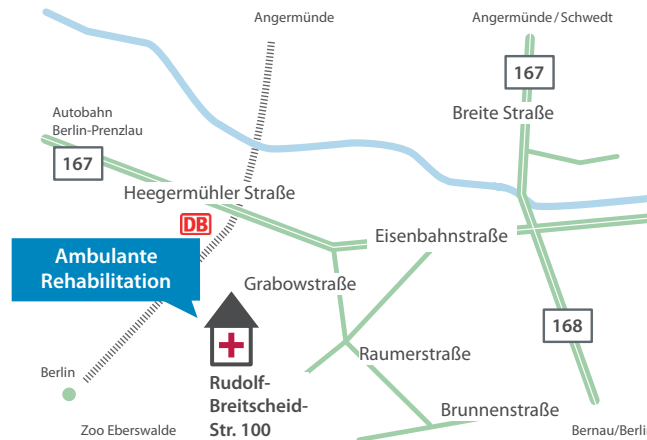 Angermünde
Angermünde/Schwedt
167
Breite Straße
Autobahn
Berlin-Prenzlau
167
Heegermühler Straße
DB
Eisenbahnstraße
Ambulante
Rehabilitation
Grabowstraße
168
Raumerstraße
Berlin
Rudolf-
Breitscheid-
Str. 100
Brunnenstraße
Zoo Eberswalde
Bernau/Berlin